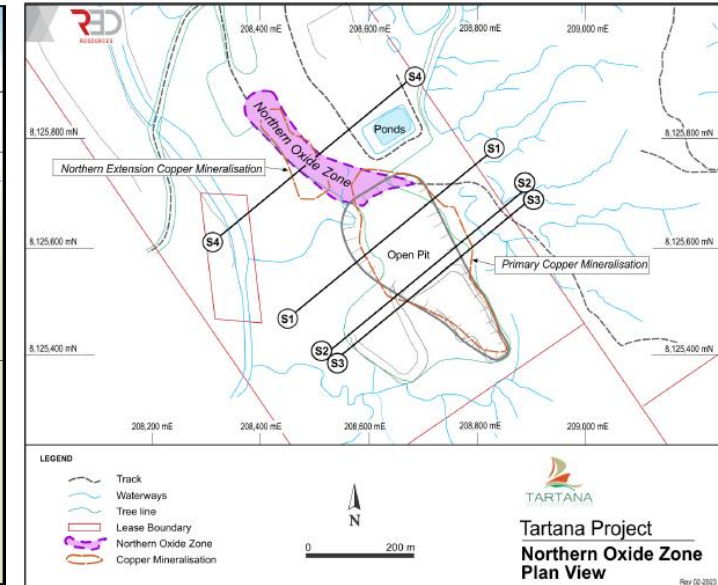 RED
RESOURCES
208,400 mE
208,600 mE
208,800 mE
209,000 mE
S4
Northern Oxide Zone
Ponds
8,125,800 mN
8,125,800 mN
S1
Northern Extension Copper Mineralisation
S2
S3
S4
8,125,600 mN
8,125,600 mN
Open Pit
Primary Copper Mineralisation
S1
S2
S3
8,125,400 mN
8,125,400 mN
208,200 mE
208,400 mE
208,600 mE
208,800 mE
209,000 mE
LEGEND
Track
Waterways
Tree line
Lease Boundary
Northern Oxide Zone
Copper Mineralisation
N
0 200 m
TARTANA
Tartana Project
Northern Oxide Zone
Plan View
Rev 02-2023